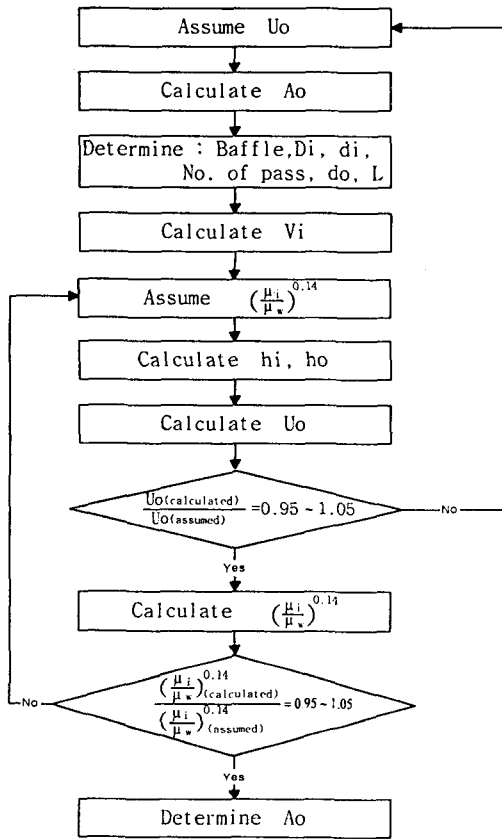 Assume Uo
Calculate Ao
Determine : Baffle,Di, di,
No. of pass, do, L
Calculate Vi
Assume (μi/μw)^0.14
Calculate hi, ho
Calculate Uo
Uo(calculated)/Uo(assumed) =0.95 ~ 1.05
No
Yes
Calculate (μi/μw)^0.14
(μi/μw)^0.14 (calculated)/(μi/μw)^0.14 (assumed) = 0.95 ~ 1.05
No
Yes
Determine Ao